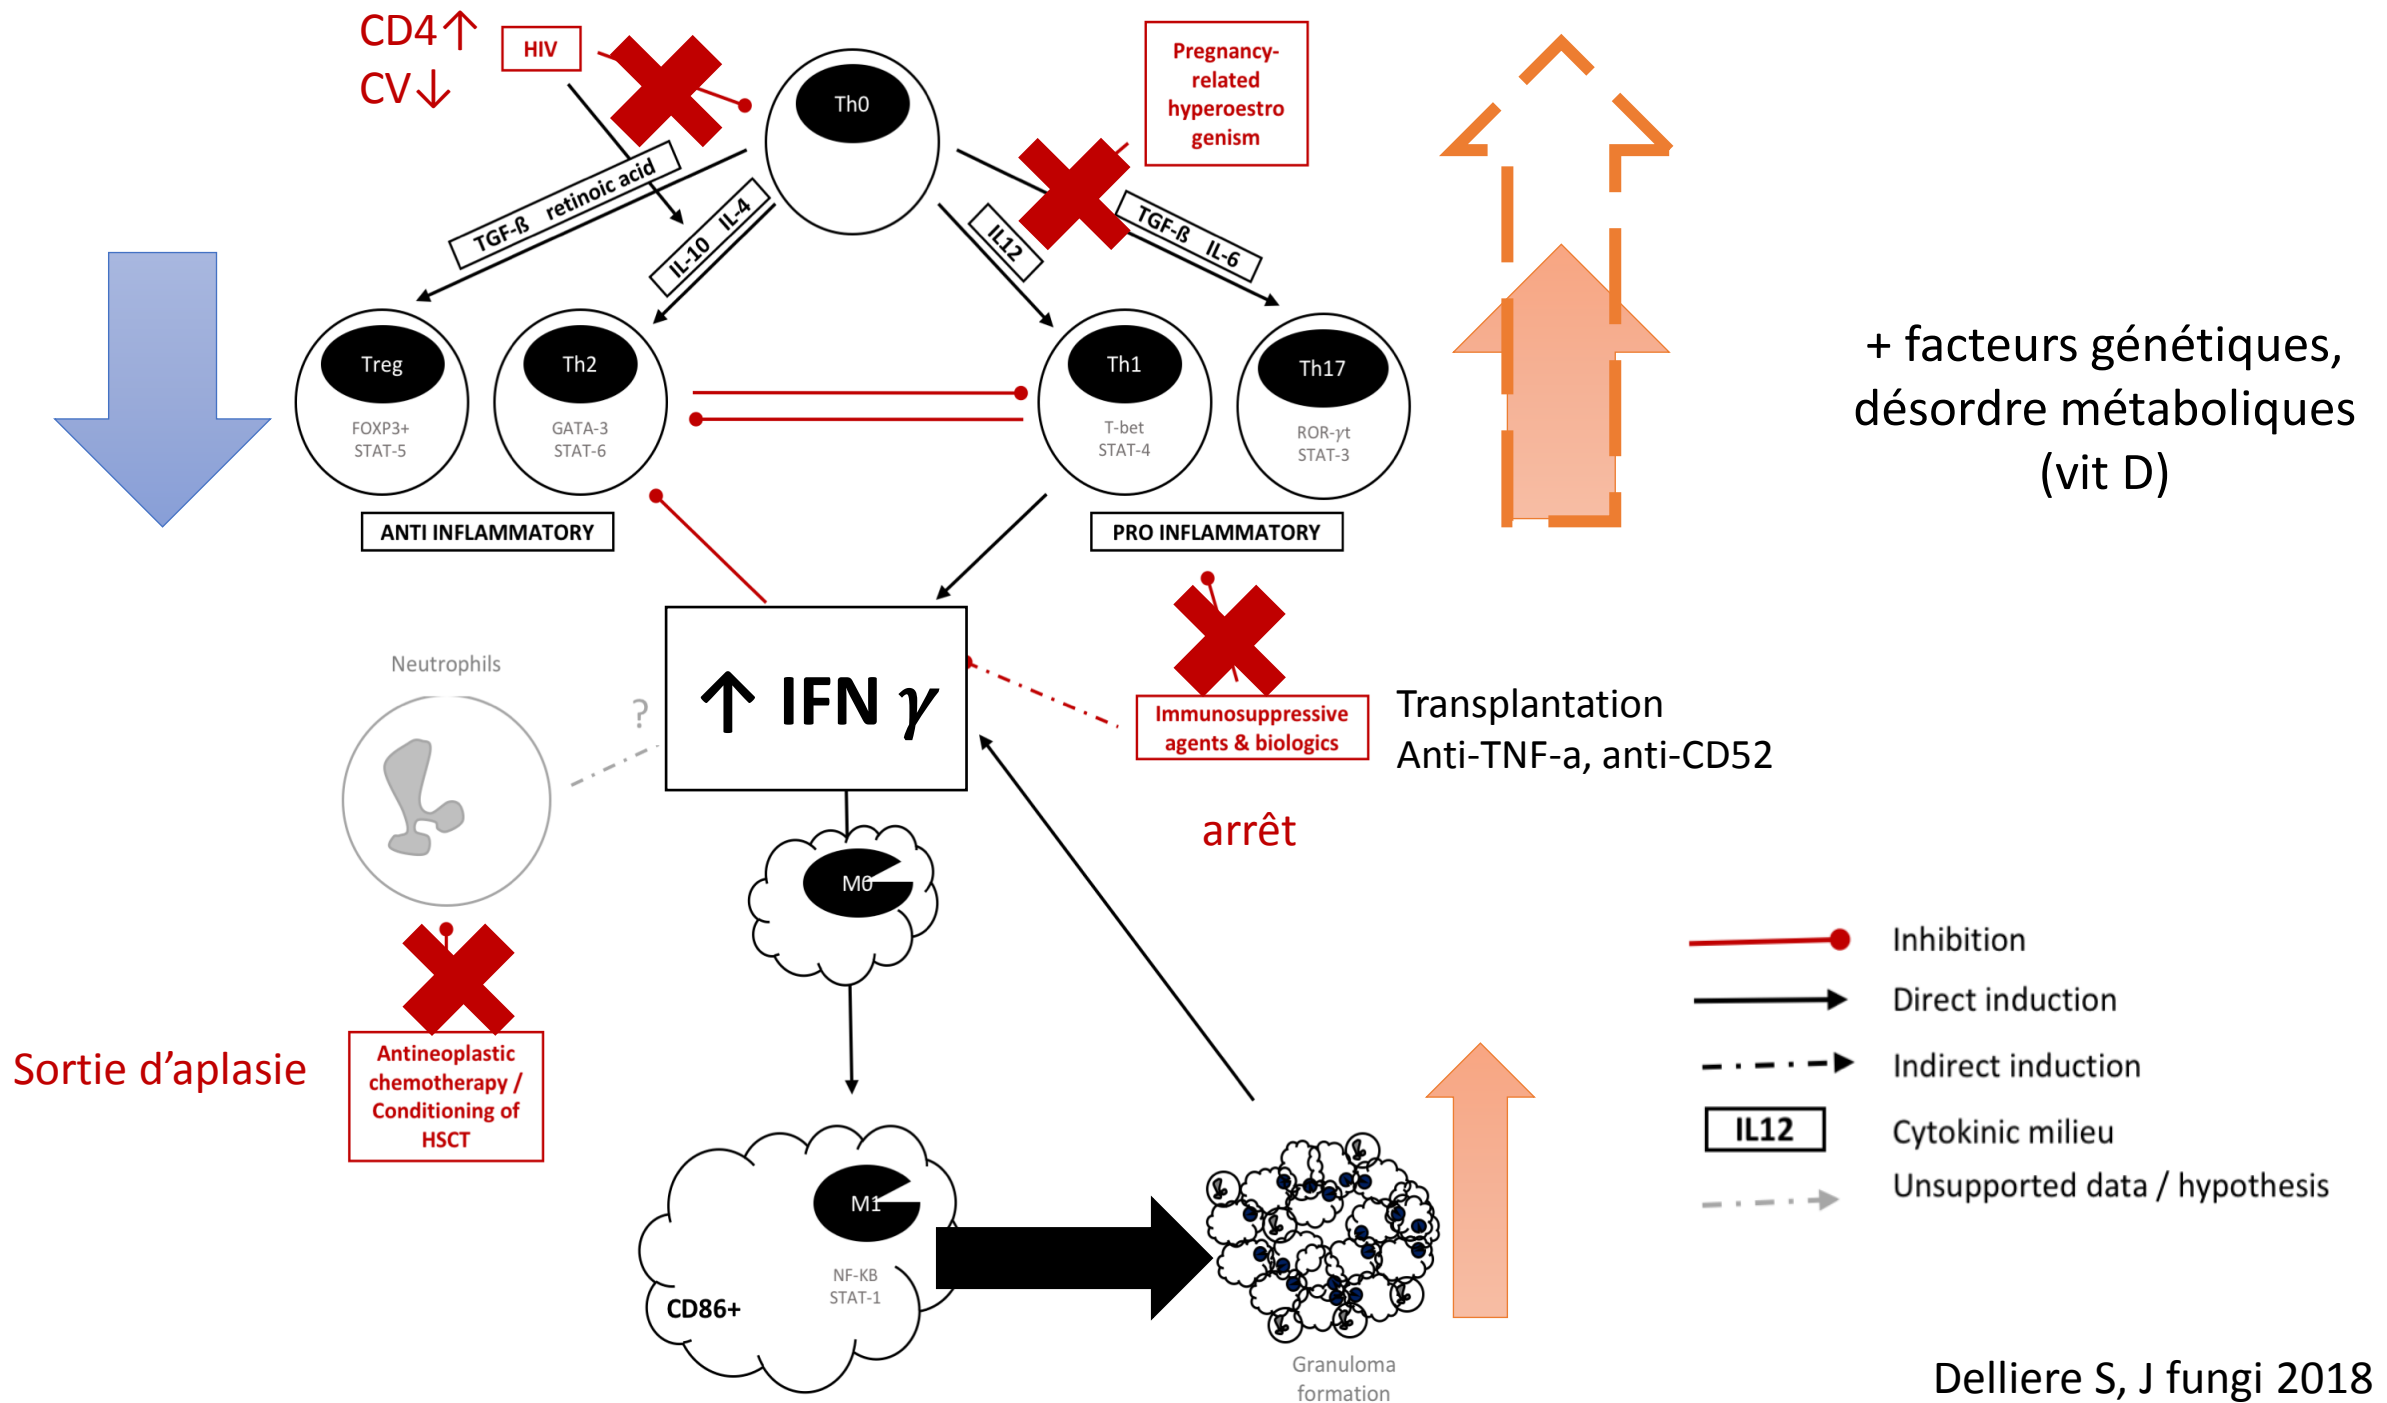 CD4↑
CV↓
HIV
Th0
Pregnancy-
related
hyperoestro
genism
TGF-ß retinoic acid
IL-10 IL-4
IL12
TGF-ß IL-6
Treg
FOXP3+
STAT-5
Th2
GATA-3
STAT-6
Th1
T-bet
STAT-4
Th17
ROR-γt
STAT-3
+ facteurs génétiques,
désordre métaboliques
(vit D)
ANTI INFLAMMATORY
PRO INFLAMMATORY
Neutrophils
?
↑ IFN γ
Immunosuppressive
agents & biologics
Transplantation
Anti-TNF-a, anti-CD52
arrêt
M0
Sortie d’aplasie
Antineoplastic
chemotherapy /
Conditioning of
HSCT
M1
NF-KB
STAT-1
CD86+
Granuloma
formation
Inhibition
Direct induction
Indirect induction
IL12 Cytokinic milieu
Unsupported data / hypothesis
Delliere S, J fungi 2018